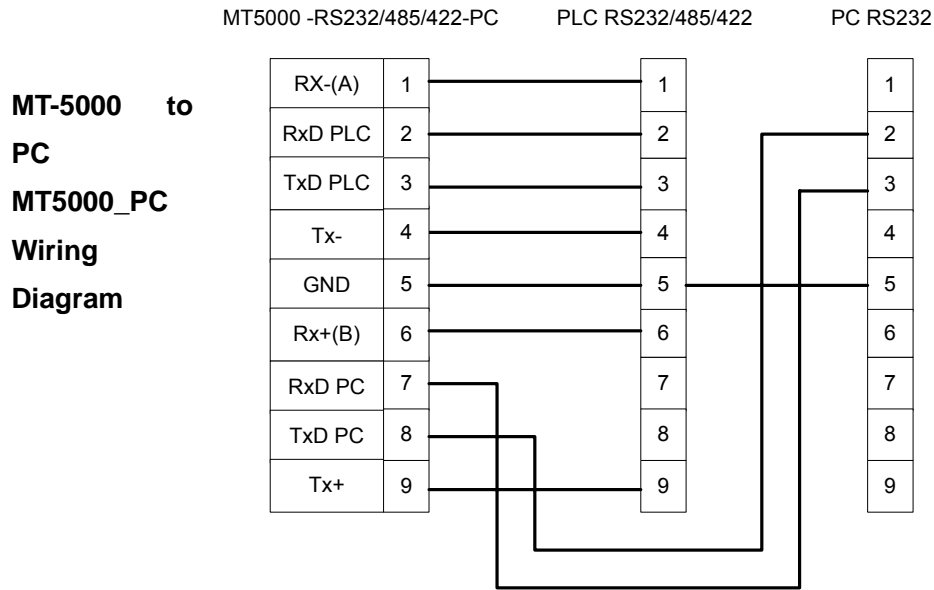 MT5000 -RS232/485/422-PC PLC RS232/485/422 PC RS232
MT-5000 to
PC
MT5000_PC
Wiring
Diagram
RX-(A) 1 1 1
RxD PLC 2 2 2
TxD PLC 3 3 3
Tx- 4 4 4
GND 5 5 5
Rx+(B) 6 6 6
RxD PC 7 7 7
TxD PC 8 8 8
Tx+ 9 9 9